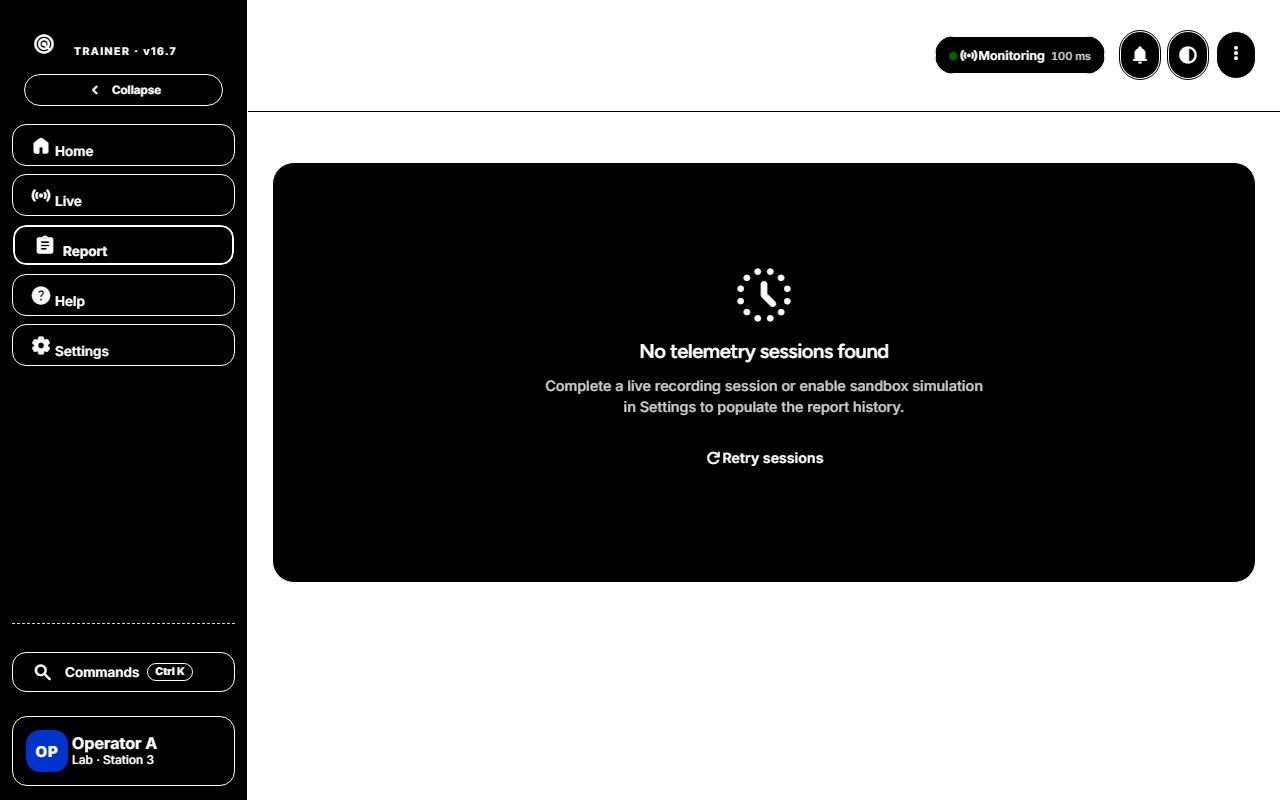 TRAINER · v16.7
Collapse
Home
Live
Report
Help
Settings
Commands Ctrl K
OP
Operator A
Lab · Station 3
Monitoring 100 ms
No telemetry sessions found
Complete a live recording session or enable sandbox simulation
in Settings to populate the report history.
Retry sessions